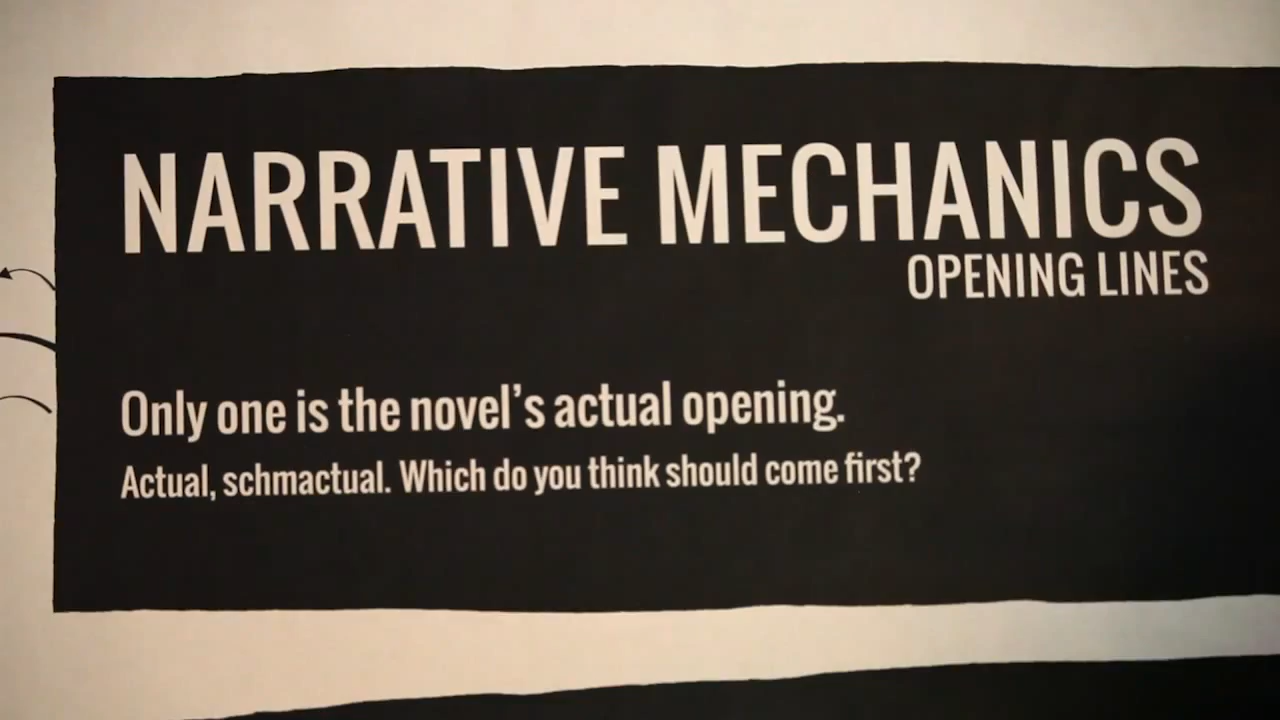 NARRATIVE MECHANICS
OPENING LINES
Only one is the novel's actual opening.
Actual, schmactual. Which do you think should come first?